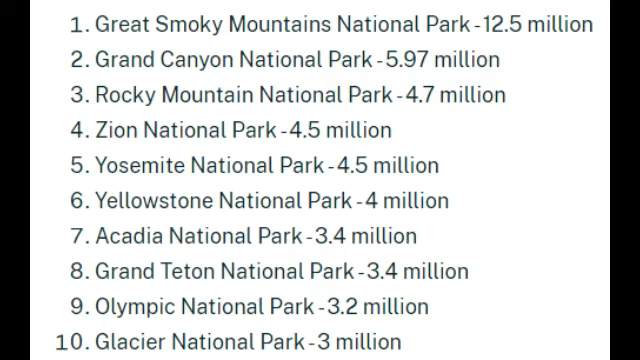 1. Great Smoky Mountains National Park - 12.5 million
2. Grand Canyon National Park - 5.97 million
3. Rocky Mountain National Park - 4.7 million
4. Zion National Park - 4.5 million
5. Yosemite National Park - 4.5 million
6. Yellowstone National Park - 4 million
7. Acadia National Park - 3.4 million
8. Grand Teton National Park - 3.4 million
9. Olympic National Park - 3.2 million
10. Glacier National Park - 3 million